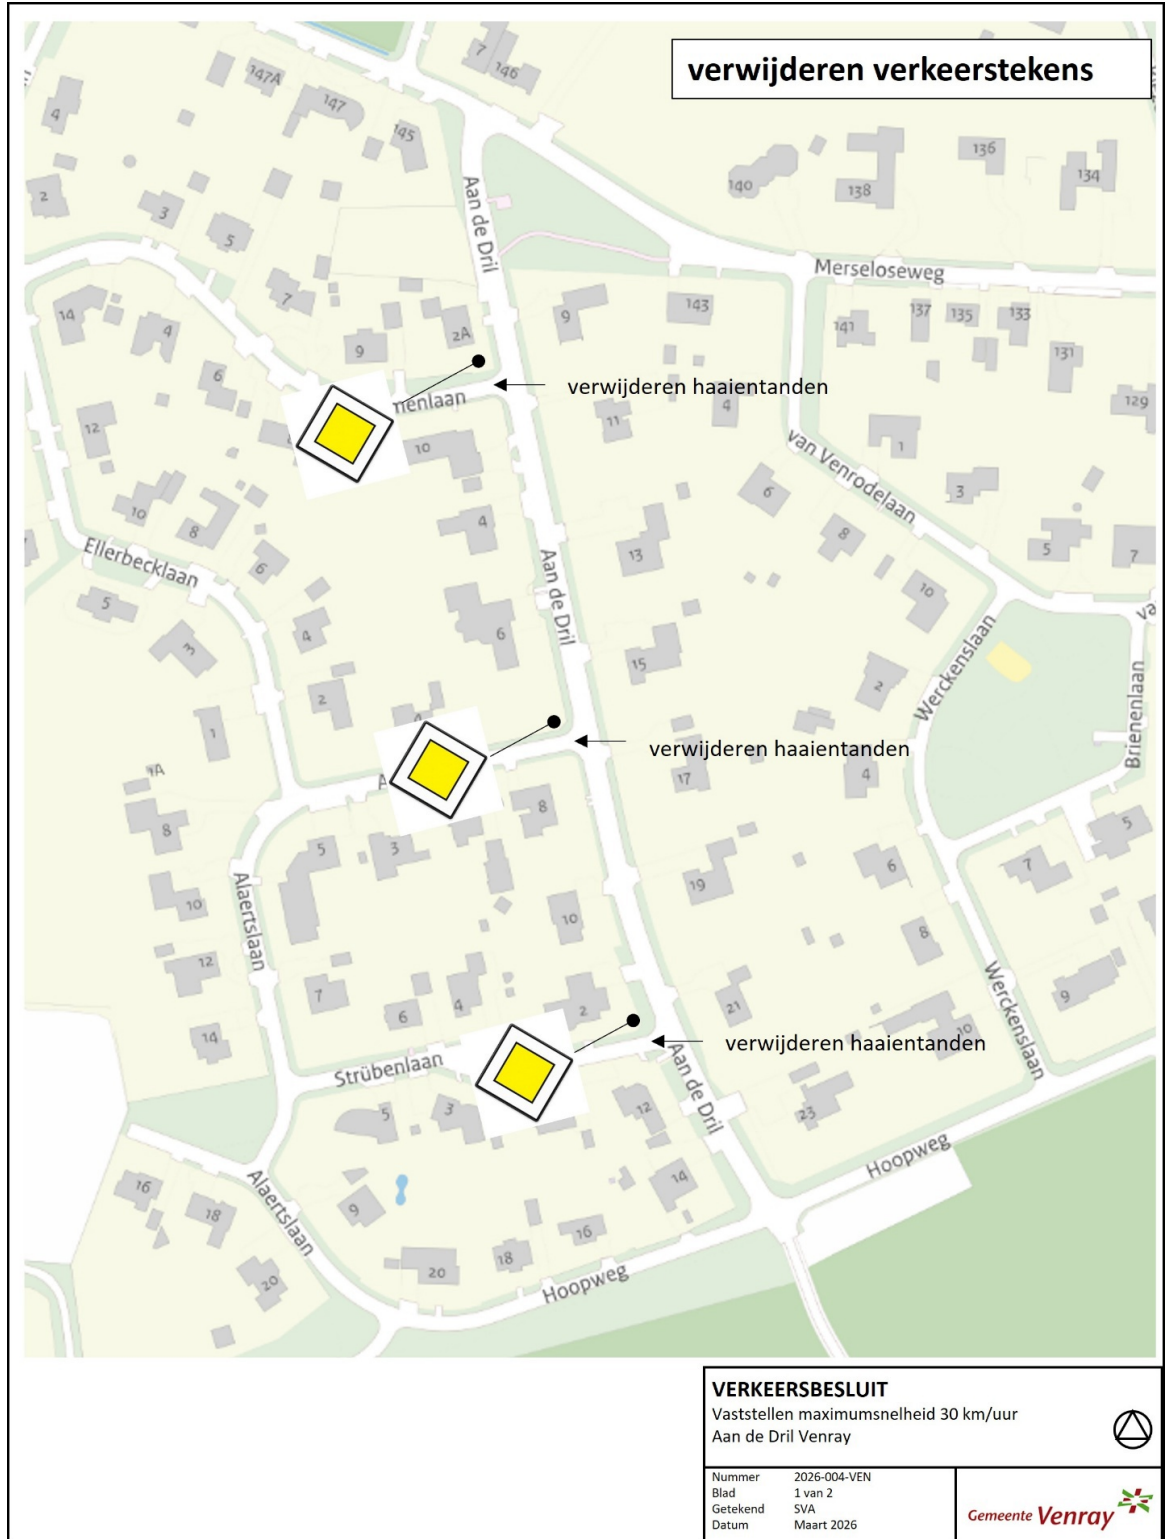 verwijderen verkeerstekens
7
146
147A
147
145
4
2
3
5
136
134
140
138
Aan de Dril
Merseloseweg
7
14
4
9
2A
9
143
141
137
135
133
131
129
6
12
menlaan
verwijderen haaientanden
11
4
1
10
van Venrodelaan
6
3
10
8
4
13
8
5
7
Ellerbecklaan
6
Aan de Dril
10
5
4
6
va
3
15
2
Werckenslaan
2
1
4
Brienenlaan
verwijderen haaientanden
1A
A
17
4
8
8
5
3
5
6
7
Alaertslaan
10
19
10
8
12
7
4
6
2
21
9
Werckenslaan
10
14
Strübenlaan
verwijderen haaientanden
Aan de Dril
5
3
12
23
Hoopweg
16
18
Alaertslaan
9
14
16
18
20
20
Hoopweg
VERKEERSBESLUIT
Vaststellen maximumsnelheid 30 km/uur
Aan de Dril Venray
Nummer 2026-004-VEN
Blad 1 van 2
Getekend SVA
Datum Maart 2026
Gemeente Venray